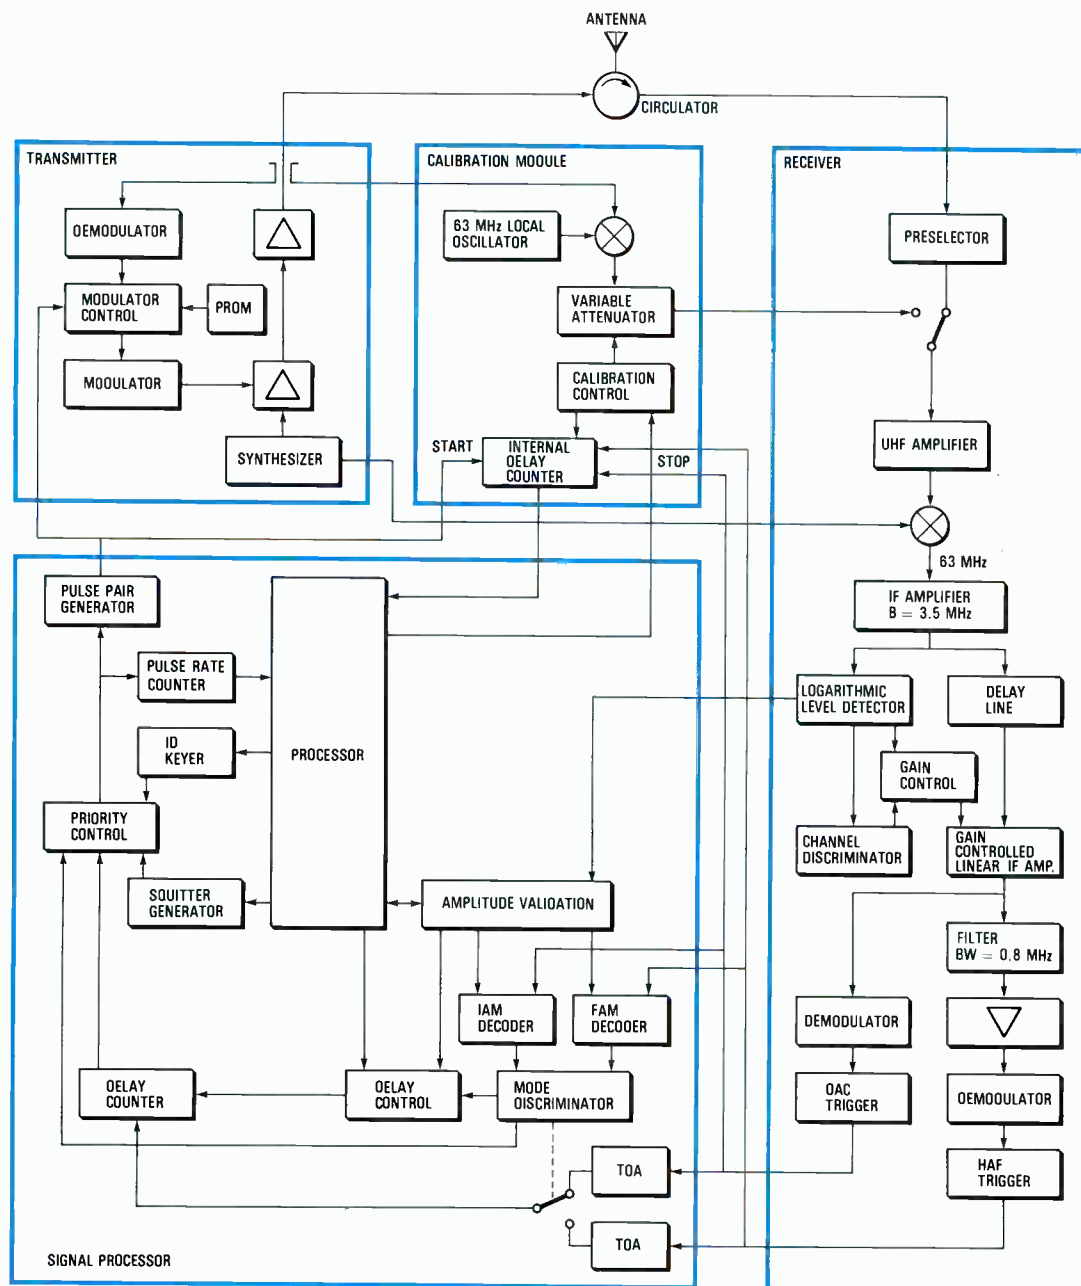 ANTENNA
CIRCULATOR
TRANSMITTER
OEMODULATOR
MODULATOR
CONTROL
PROM
MOOULATOR
SYNTHESIZER
CALIBRATION MOOULE
63 MHz LOCAL
OSCILLATOR
VARIABLE
ATTENUATOR
CALIBRATION
CONTROL
START
INTERNAL
DELAY
COUNTER
STOP
RECEIVER
PRESELECTOR
UHF AMPLIFIER
63 MHz
IF AMPLIFIER
B = 3.5 MHz
LOGARITHMIC
LEVEL DETECTOR
DELAY
LINE
GAIN
CONTROL
CHANNEL
DISCRIMINATOR
GAIN
CONTROLLED
LINEAR IF AMP.
FILTER
BW = 0.8 MHz
DEMODULATOR
OAC
TRIGGER
OEMOOULATOR
HAF
TRIGGER
PULSE PAIR
GENERATOR
PULSE RATE
COUNTER
ID
KEYER
PROCESSOR
PRIORITY
CONTROL
SQUITTER
GENERATOR
AMPLITUDE VALIOATION
IAM
DECODER
FAM
DECOOER
OELAY
COUNTER
OELAY
CONTROL
MODE
OISCRIMINATOR
TOA
TOA
SIGNAL PROCESSOR